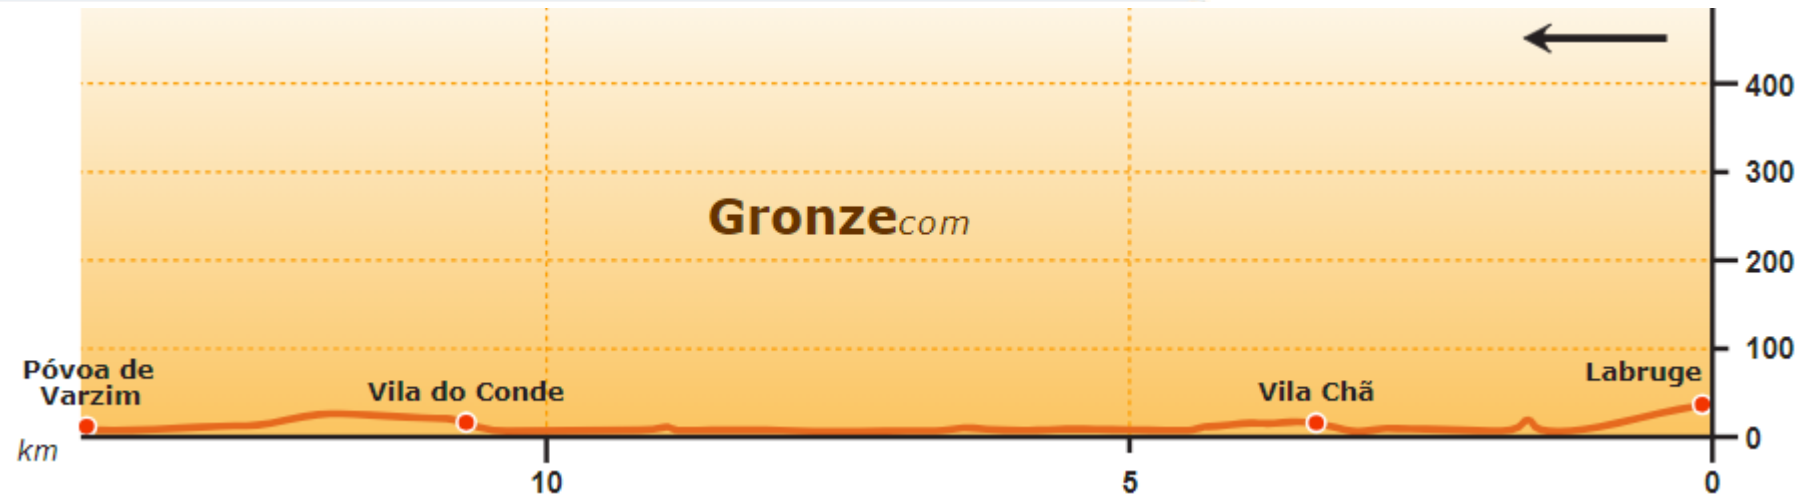 400
300
Gronzecom
200
100
Póvoa de
Varzim
Vila do Conde
Vila Chã
Labruge
0
km
10
5
0